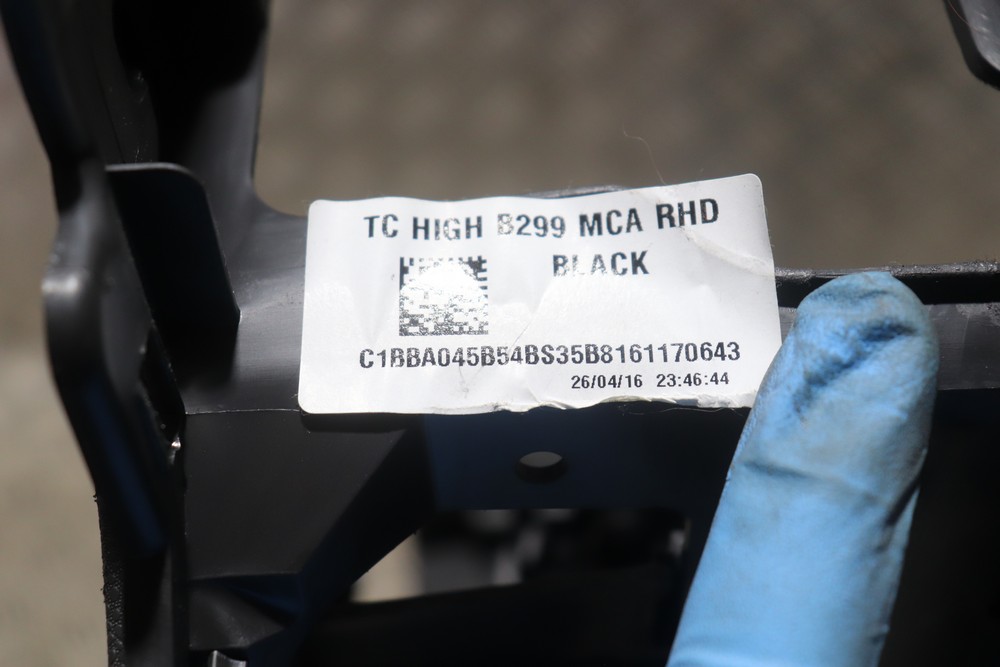 TC HIGH B299 MCA RHD
BLACK
C1BBA045B54BS35B8161170643
26/04/16 23:46:44